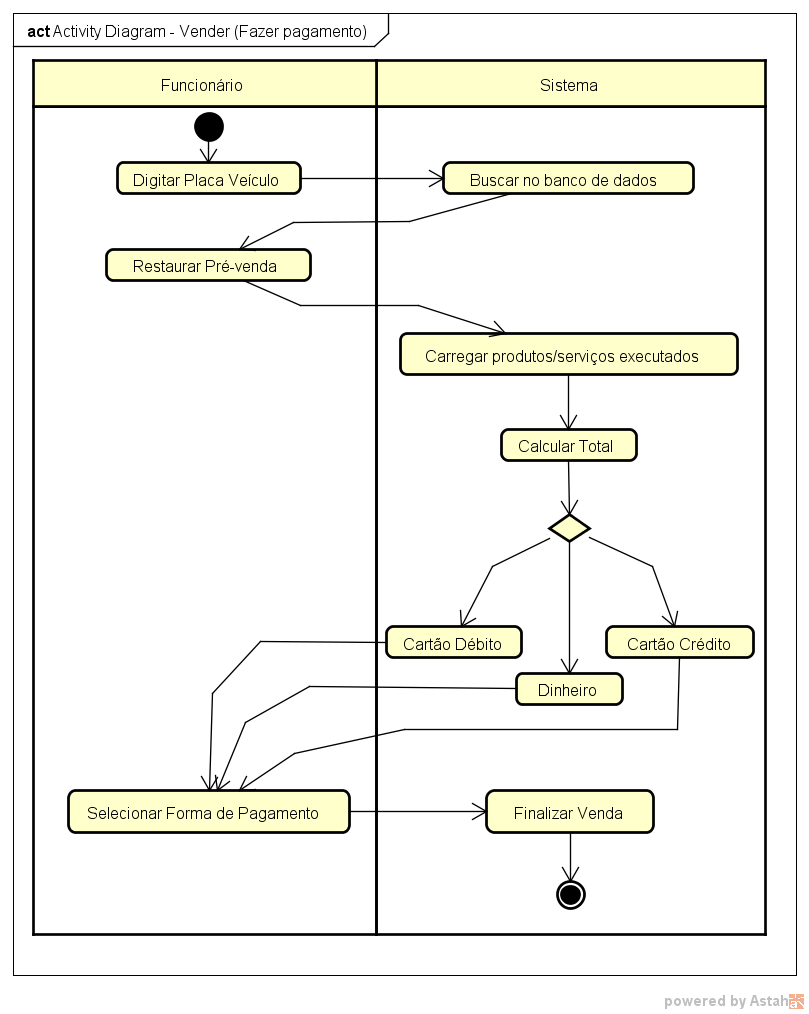 act Activity Diagram - Vender (Fazer pagamento)
Funcionário
Sistema
Digitar Placa Veículo
Buscar no banco de dados
Restaurar Pré-venda
Carregar produtos/serviços executados
Calcular Total
Cartão Débito
Cartão Crédito
Dinheiro
Selecionar Forma de Pagamento
Finalizar Venda
powered by Astah